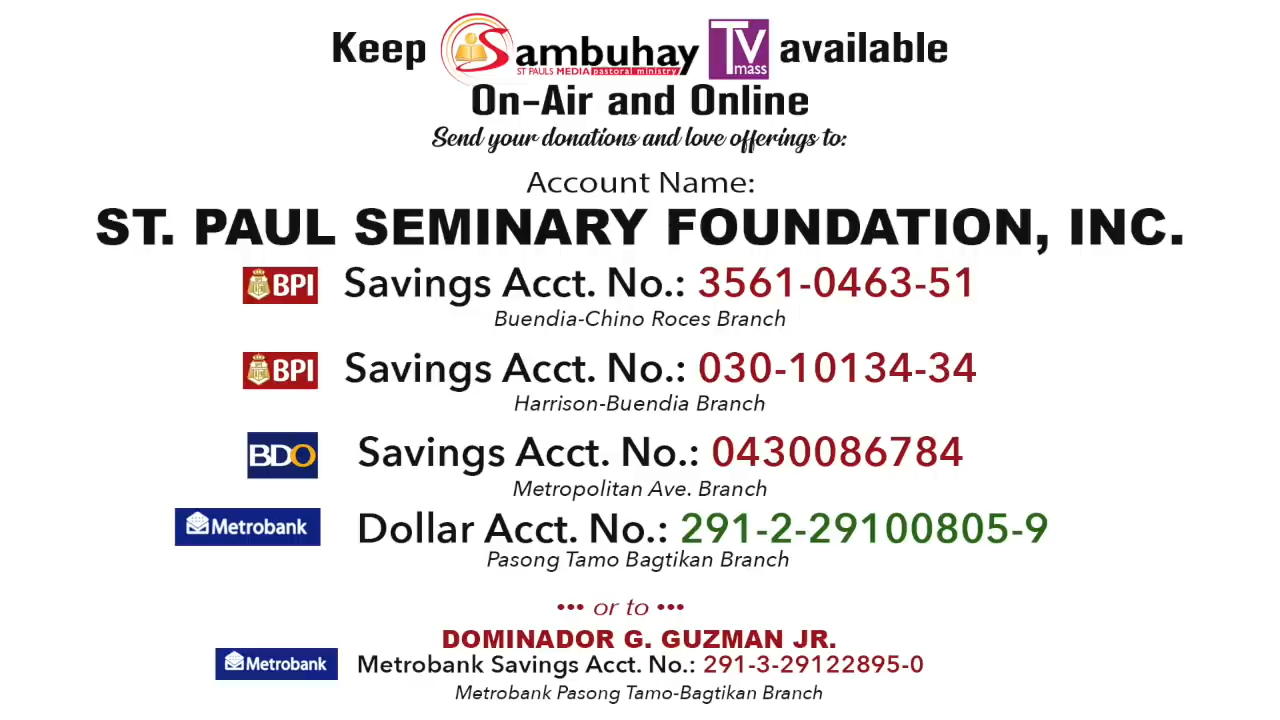 Keep Sambuhay TV mass available
ST PAULS MEDIA pastoral ministry
On-Air and Online
Send your donations and love offerings to:
Account Name:
ST. PAUL SEMINARY FOUNDATION, INC.
BPI Savings Acct. No.: 3561-0463-51
Buendia-Chino Roces Branch
BPI Savings Acct. No.: 030-10134-34
Harrison-Buendia Branch
BDO Savings Acct. No.: 0430086784
Metropolitan Ave. Branch
Metrobank Dollar Acct. No.: 291-2-29100805-9
Pasong Tamo Bagtikan Branch
••• or to •••
DOMINADOR G. GUZMAN JR.
Metrobank Metrobank Savings Acct. No.: 291-3-29122895-0
Metrobank Pasong Tamo-Bagtikan Branch